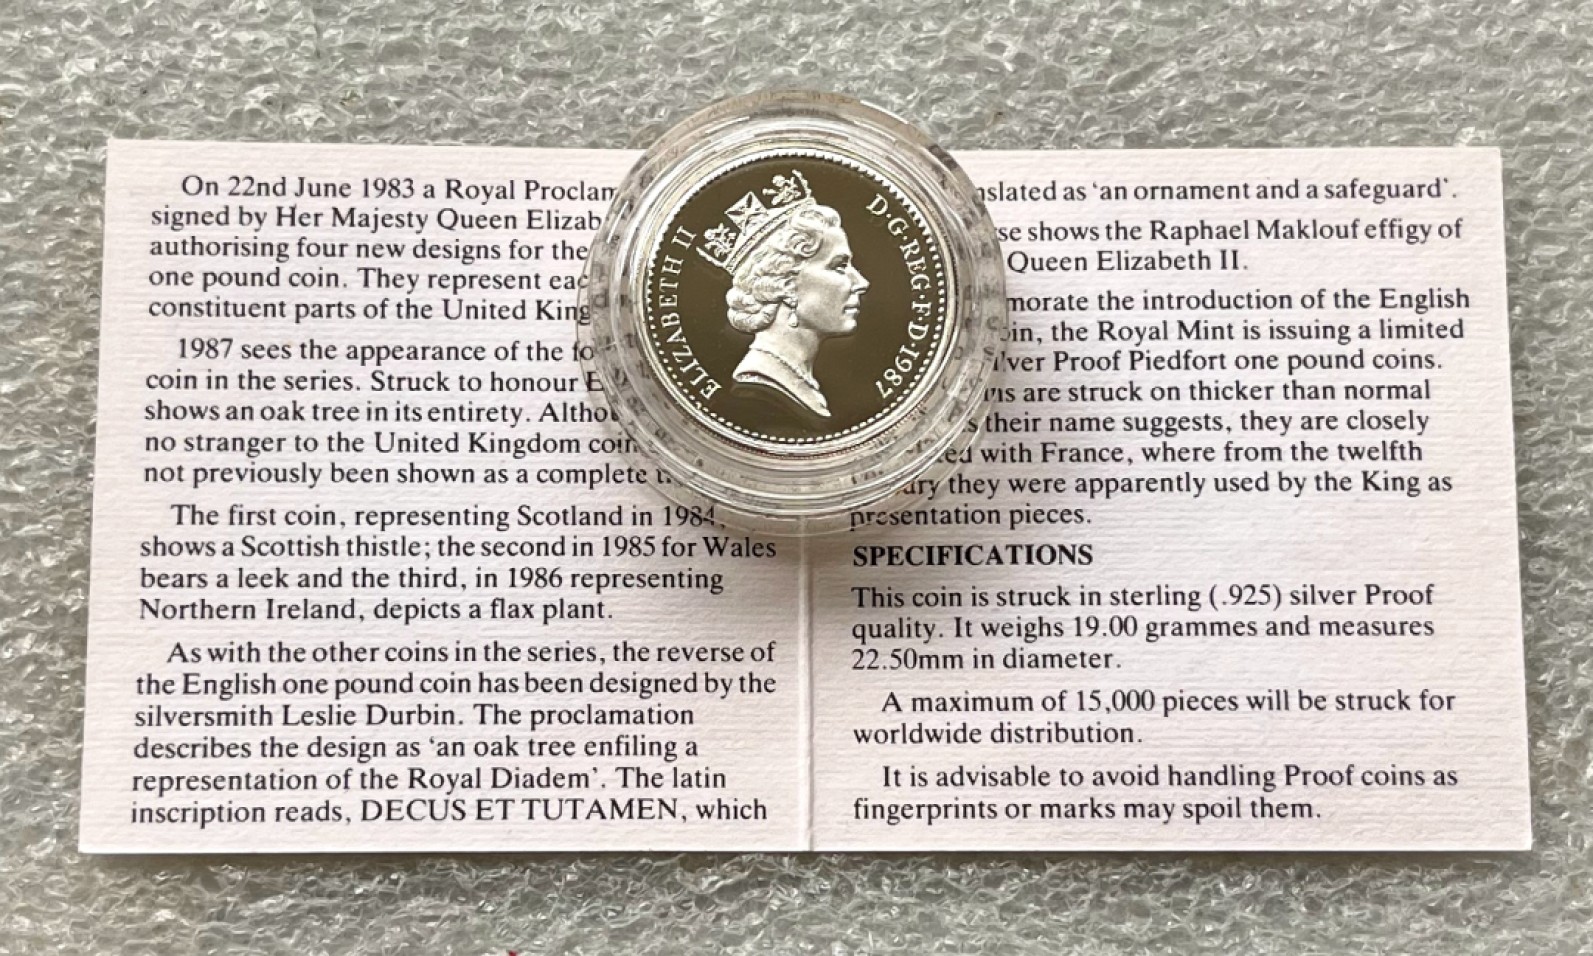 On 22nd June 1983 a Royal
signed by Her Majesty Queen
authorising four new designs for the
one pound coin. They represent
constituent parts of the United
1987 sees the appearance of the
coin in the series. Struck to honour
shows an oak tree in its entirety.
no stranger to the United Kingdom
not previously been shown as a complete
The first coin, representing Scotland in 1984,
shows a Scottish thistle; the second in 1985 for Wales
bears a leek and the third, in 1986 representing
Northern Ireland, depicts a flax plant.
As with the other coins in the series, the reverse of
the English one pound coin has been designed by the
silversmith Leslie Durbin. The proclamation
describes the design as ‘an oak tree enfiling a
representation of the Royal Diadem’. The latin
inscription reads, DECUS ET TUTAMEN, which
ELIZABETH II
D·G·REG·F·D·1987
as ‘an ornament and a safeguard’.
shows the Raphael Maklouf effigy of
Queen Elizabeth II.
the introduction of the English
the Royal Mint is issuing a limited
Proof Piedfort one pound coins.
are struck on thicker than normal
their name suggests, they are closely
with France, where from the twelfth
they were apparently used by the King as
presentation pieces.
SPECIFICATIONS
This coin is struck in sterling (.925) silver Proof
quality. It weighs 19.00 grammes and measures
22.50mm in diameter.
A maximum of 15,000 pieces will be struck for
worldwide distribution.
It is advisable to avoid handling Proof coins as
fingerprints or marks may spoil them.